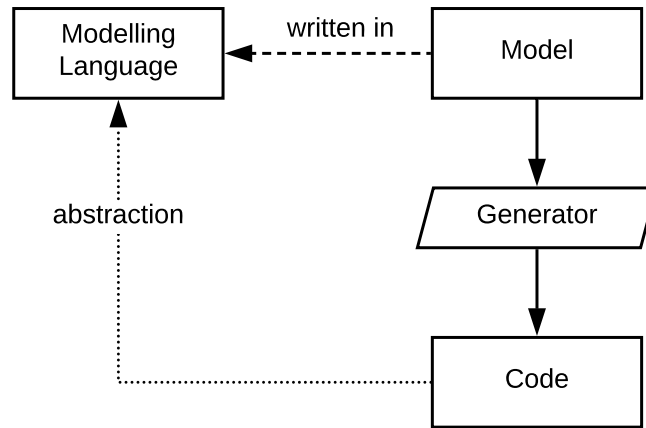 Modelling
Language
written in
Model
abstraction
Generator
Code